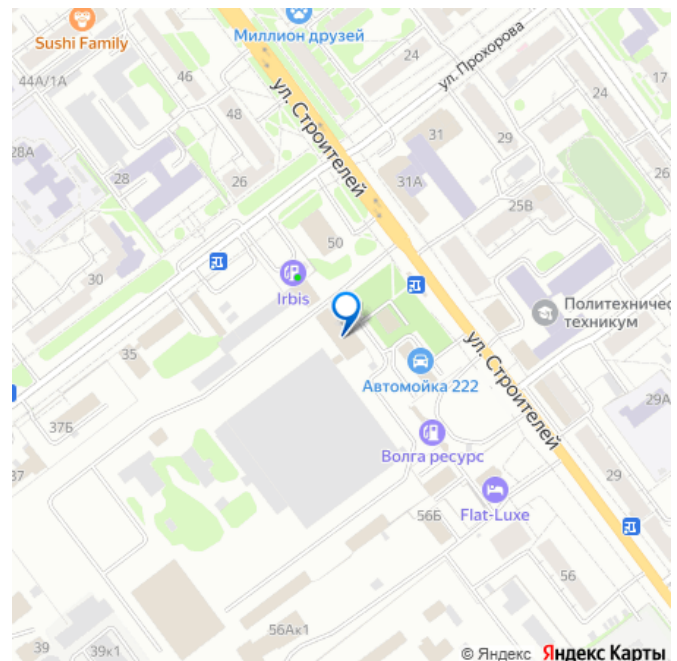 Sushi Family
Миллион друзей
24
ул. Прохорова
17
44А/1А
46
48
ул. Строителей
24
28А
31
29
28
26
31А
26
25В
50
30
Irbis
Политехничес
техникум
35
Автомойка 222
ул. Строителей
29А
37Б
Волга ресурс
37
29
56Б
Flat-Luxe
56
56Ак1
39
39к1
© Яндекс Яндекс Карты